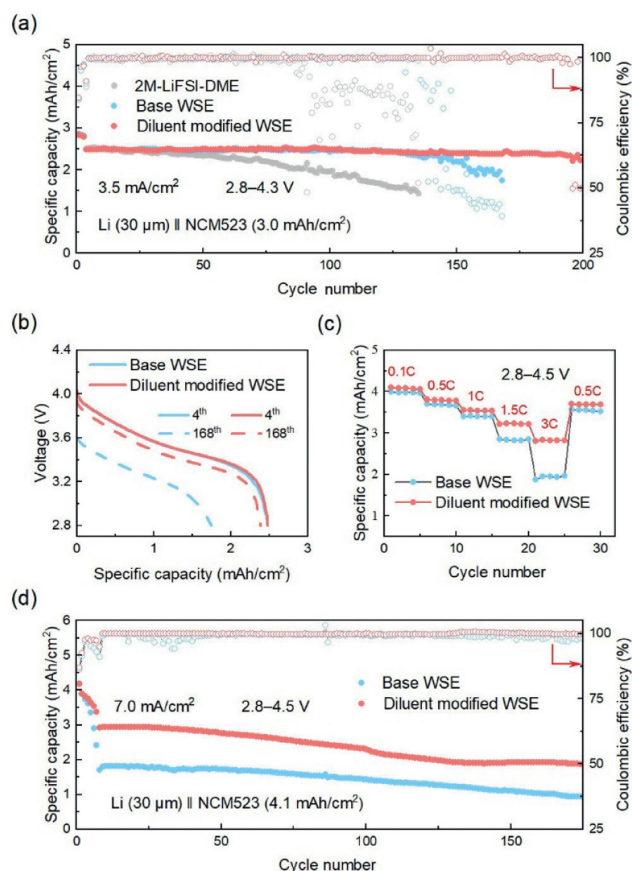 (a)
Specific capacity (mAh/cm²)
5
4
3
2
1
0
2M-LiFSI-DME
Base WSE
Diluent modified WSE
3.5 mA/cm² 2.8–4.3 V
Li (30 μm) ǁ NCM523 (3.0 mAh/cm²)
100
75
50
25
Coulombic efficiency (%)
0 50 100 150 200
Cycle number
(b)
Voltage (V)
4.4
4.0
3.6
3.2
2.8
Base WSE
Diluent modified WSE
4th 4th
168th 168th
0 1 2 3
Specific capacity (mAh/cm²)
(c)
Specific capacity (mAh/cm²)
5
4
3
2
1
0.1C
0.5C
1C
1.5C
3C
0.5C
2.8–4.5 V
Base WSE
Diluent modified WSE
0 10 20 30
Cycle number
(d)
Specific capacity (mAh/cm²)
6
5
4
3
2
1
0
7.0 mA/cm² 2.8–4.5 V
Base WSE
Diluent modified WSE
Li (30 μm) ǁ NCM523 (4.1 mAh/cm²)
100
75
50
25
Coulombic efficiency (%)
0 50 100 150
Cycle number